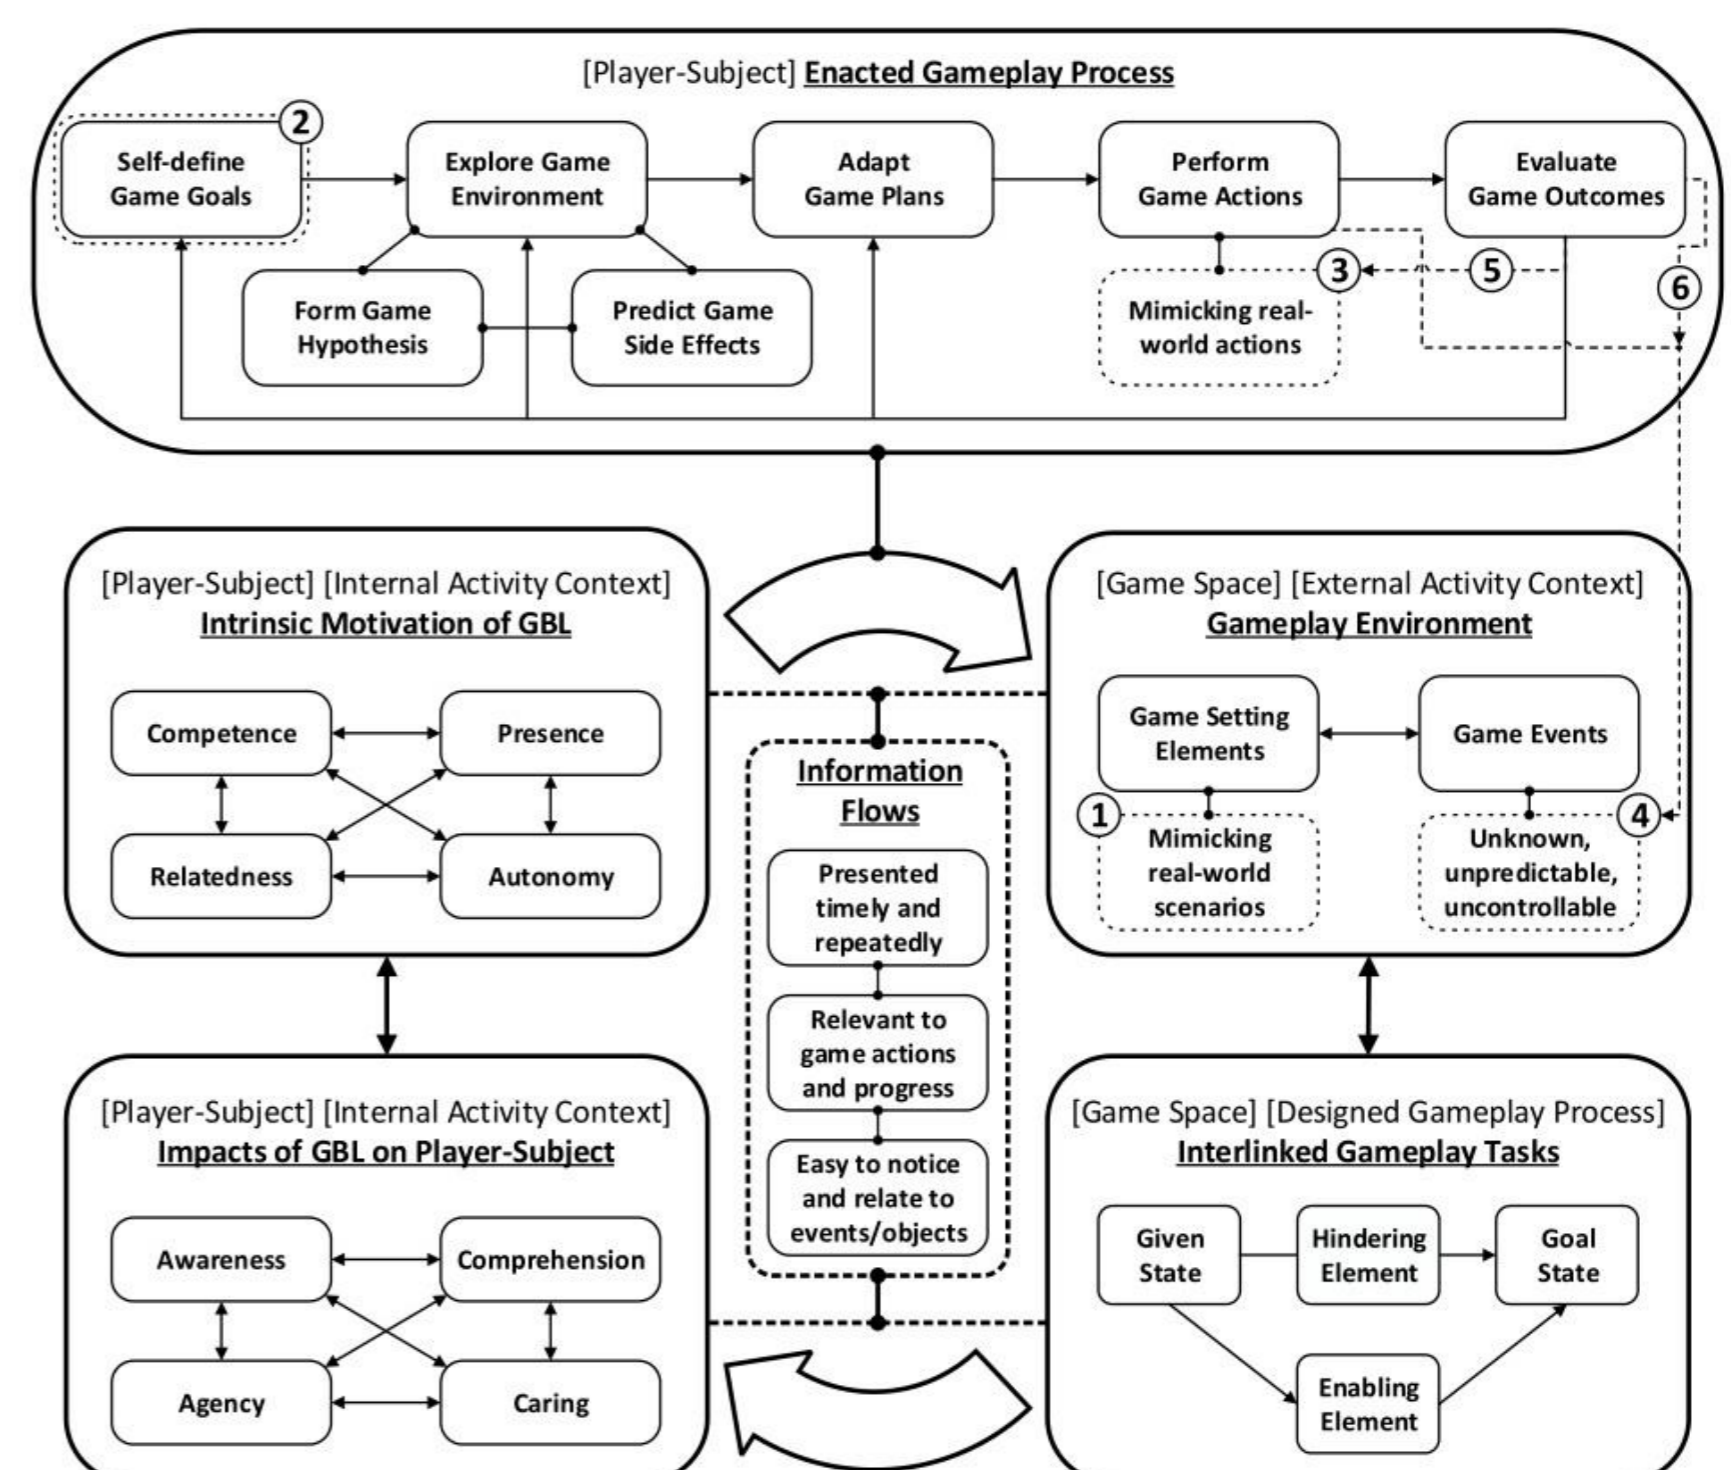 [Player-Subject] Enacted Gameplay Process
2
Self-define
Game Goals
Explore Game
Environment
Adapt
Game Plans
Perform
Game Actions
Evaluate
Game Outcomes
Form Game
Hypothesis
Predict Game
Side Effects
Mimicking real-
world actions
3
5
6
[Player-Subject] [Internal Activity Context]
Intrinsic Motivation of GBL
Competence
Presence
Relatedness
Autonomy
[Game Space] [External Activity Context]
Gameplay Environment
Game Setting
Elements
Game Events
1
Mimicking
real-world
scenarios
4
Unknown,
unpredictable,
uncontrollable
Information
Flows
Presented
timely and
repeatedly
Relevant to
game actions
and progress
Easy to notice
and relate to
events/objects
[Player-Subject] [Internal Activity Context]
Impacts of GBL on Player-Subject
Awareness
Comprehension
Agency
Caring
[Game Space] [Designed Gameplay Process]
Interlinked Gameplay Tasks
Given
State
Hindering
Element
Goal
State
Enabling
Element